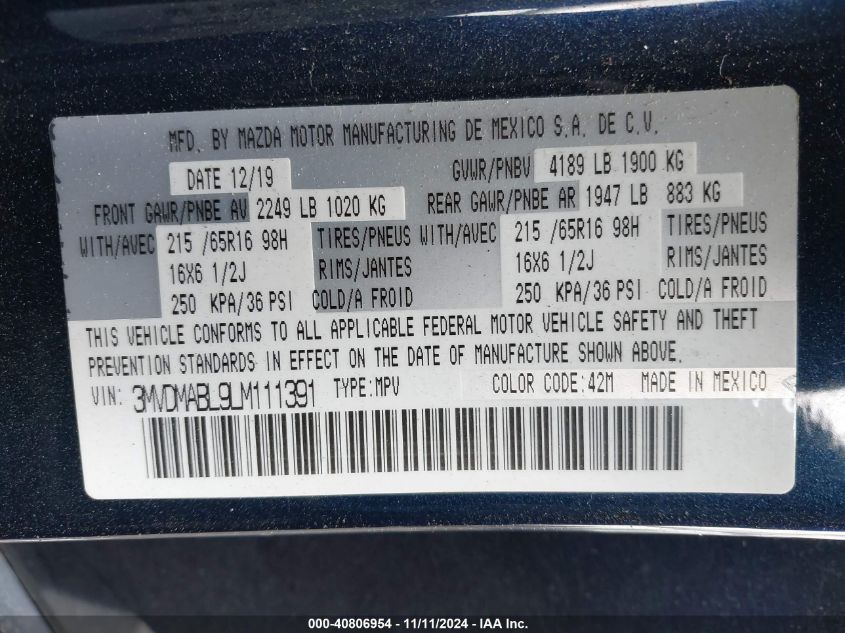 MFD. BY MAZDA MOTOR MANUFACTURING DE MEXICO S.A. DE C.V.
DATE 12/19 GVWR/PNBV 4189 LB 1900 KG
FRONT GAWR/PNBE AV 2249 LB 1020 KG REAR GAWR/PNBE AR 1947 LB 883 KG
WITH/AVEC 215 /65R16 98H TIRES/PNEUS WITH/AVEC 215 /65R16 98H TIRES/PNEUS
16X6 1/2J RIMS/JANTES 16X6 1/2J RIMS/JANTES
250 KPA/36 PSI COLD/A FROID 250 KPA/36 PSI COLD/A FROID
THIS VEHICLE CONFORMS TO ALL APPLICABLE FEDERAL MOTOR VEHICLE SAFETY AND THEFT
PREVENTION STANDARDS IN EFFECT ON THE DATE OF MANUFACTURE SHOWN ABOVE.
VIN: 3MVDMABL9LM111391 TYPE:MPV COLOR CODE:42M MADE IN MEXICO
000-40806954 - 11/11/2024 - IAA Inc.